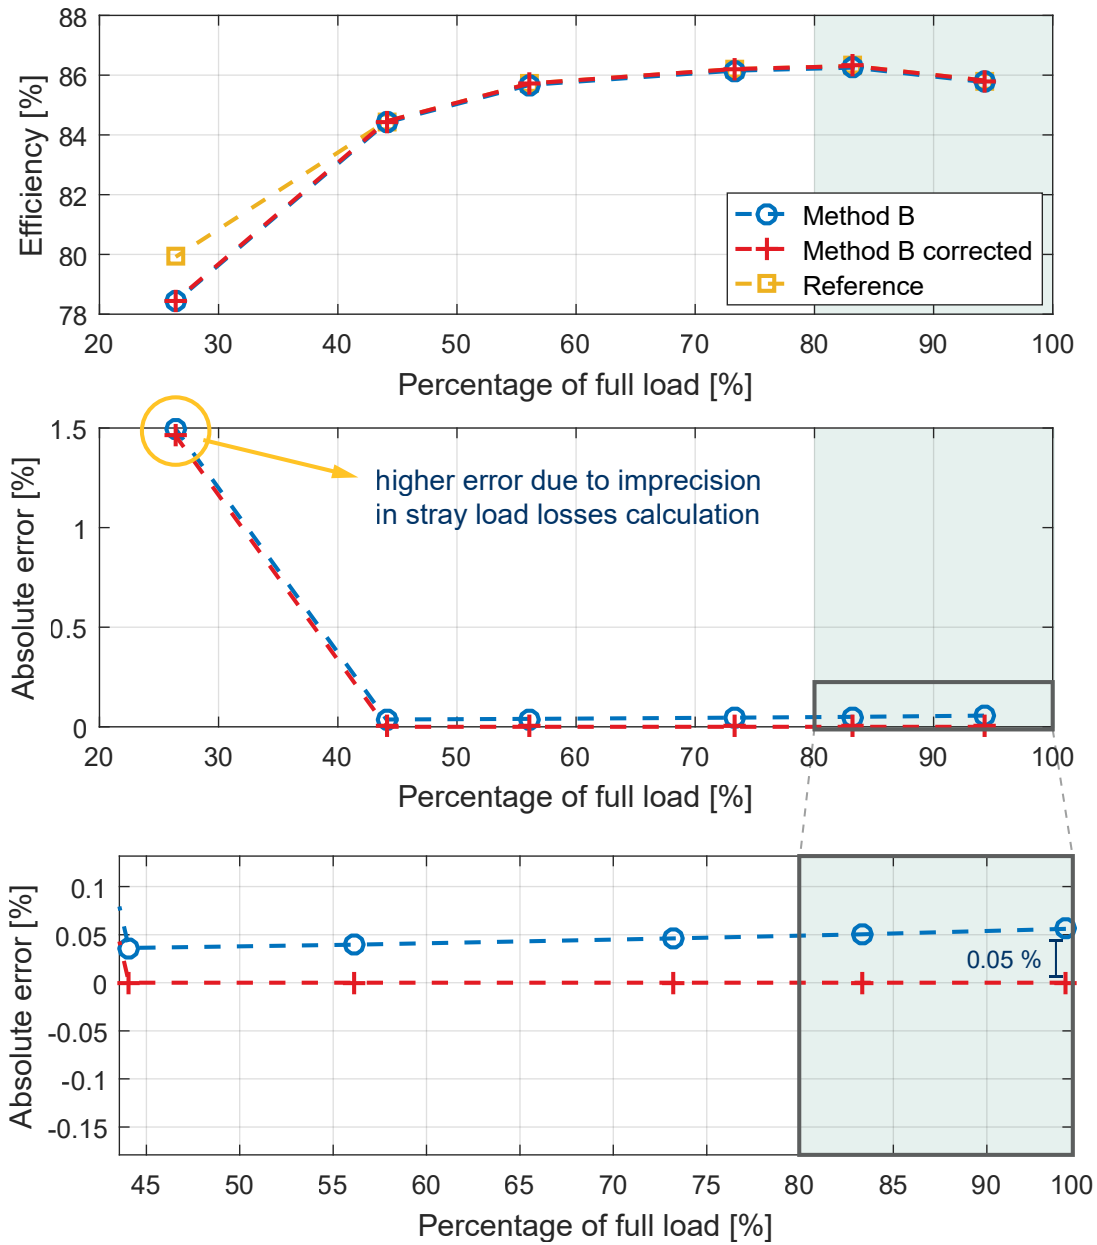 88
86
84
82
80
78
Efficiency [%]
Method B
Method B corrected
Reference
20 30 40 50 60 70 80 90 100
Percentage of full load [%]
1.5
1
0.5
0
Absolute error [%]
higher error due to imprecision
in stray load losses calculation
20 30 40 50 60 70 80 90 100
Percentage of full load [%]
0.1
0.05
0
-0.05
-0.1
-0.15
Absolute error [%]
0.05 %
45 50 55 60 65 70 75 80 85 90 100
Percentage of full load [%]